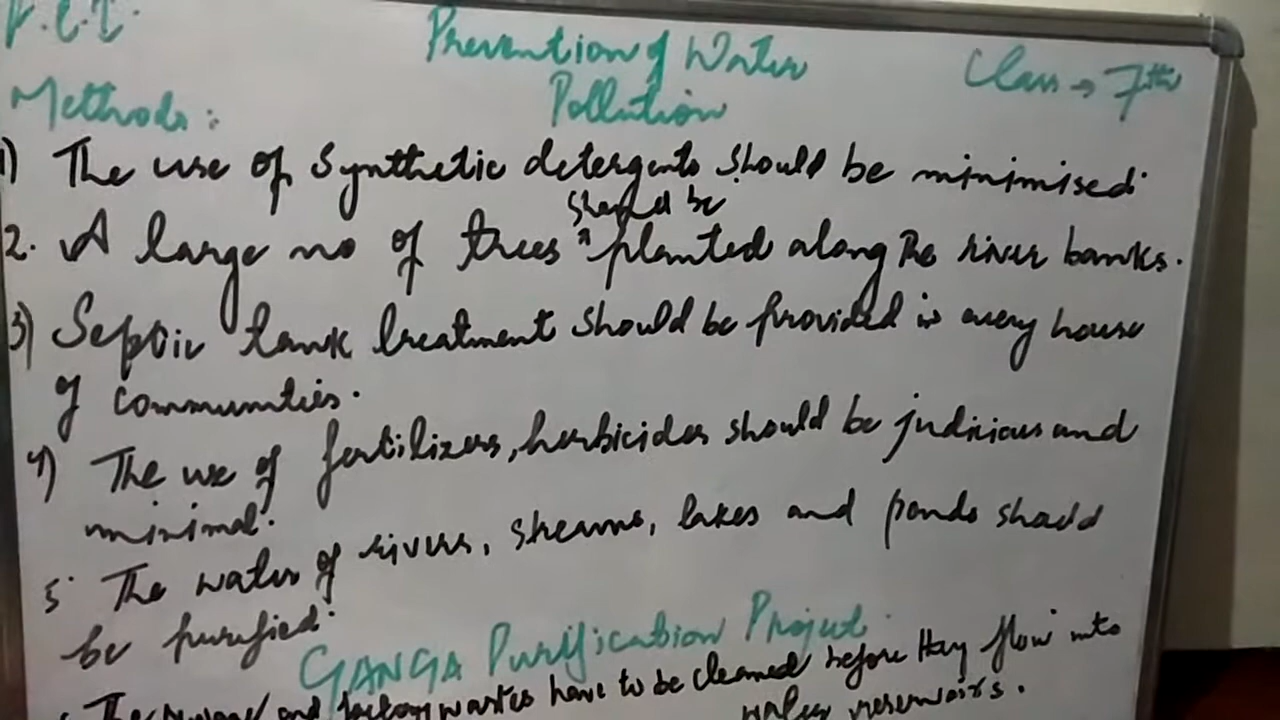 P.E.I.
Prevention of Water
Pollution
Class → 7th
Methods:
1) The use of Synthetic detergents should be minimised.
should be
2. A large no of trees ^ planted along the river banks.
3) Septic tank treatment should be provided in every house
of communities.
4) The use of fertilizers, herbicides should be judicious and
minimal.
5. The water of rivers, streams, lakes and ponds should
be purified.
GANGA Purification Project.
The sewage/ and factory wastes have to be cleaned before they flow into
water reservoirs.